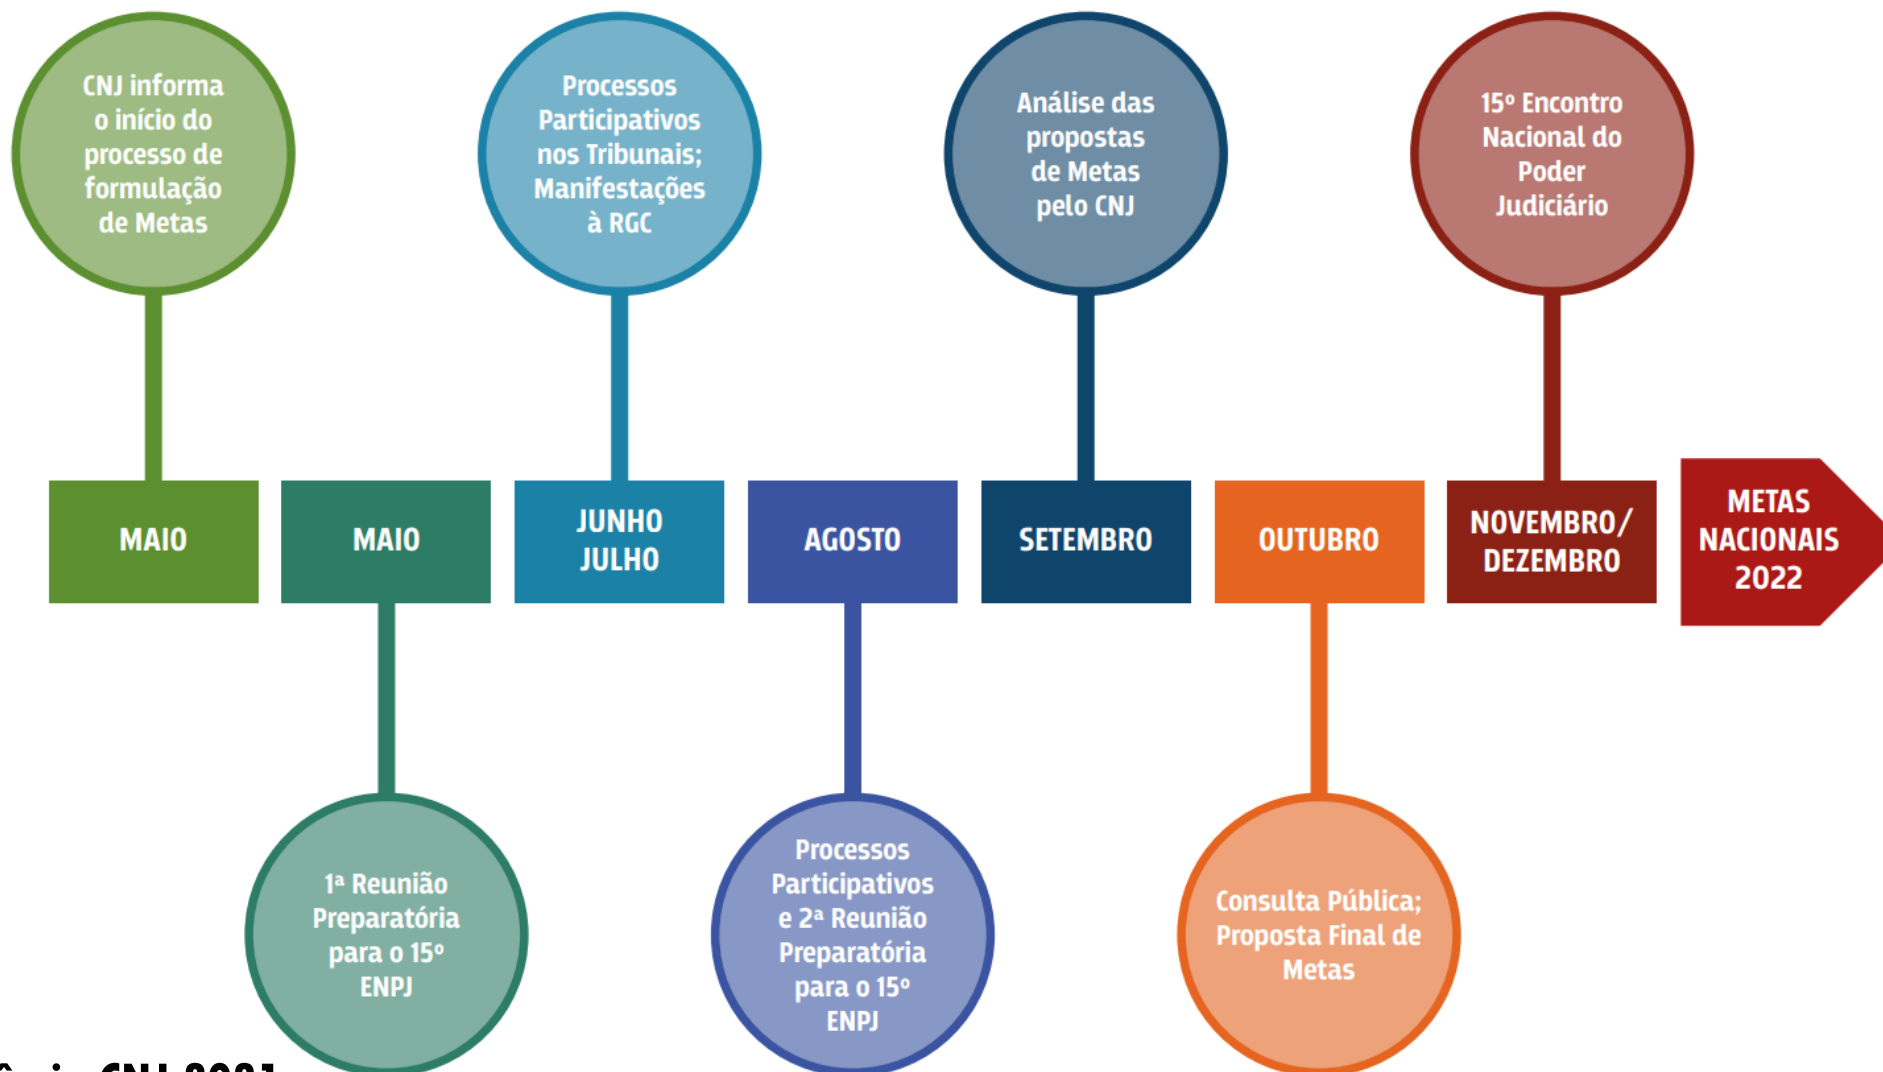 CNJ informa
o início do
processo de
formulação
de Metas
Processos
Participativos
nos Tribunais;
Manifestações
à RGC
Análise das
propostas
de Metas
pelo CNJ
15º Encontro
Nacional do
Poder
Judiciário
MAIO
MAIO
JUNHO
JULHO
AGOSTO
SETEMBRO
OUTUBRO
NOVEMBRO/
DEZEMBRO
METAS
NACIONAIS
2022
1ª Reunião
Preparatória
para o 15º
ENPJ
Processos
Participativos
e 2ª Reunião
Preparatória
para o 15º
ENPJ
Consulta Pública;
Proposta Final de
Metas
CNJ 2021